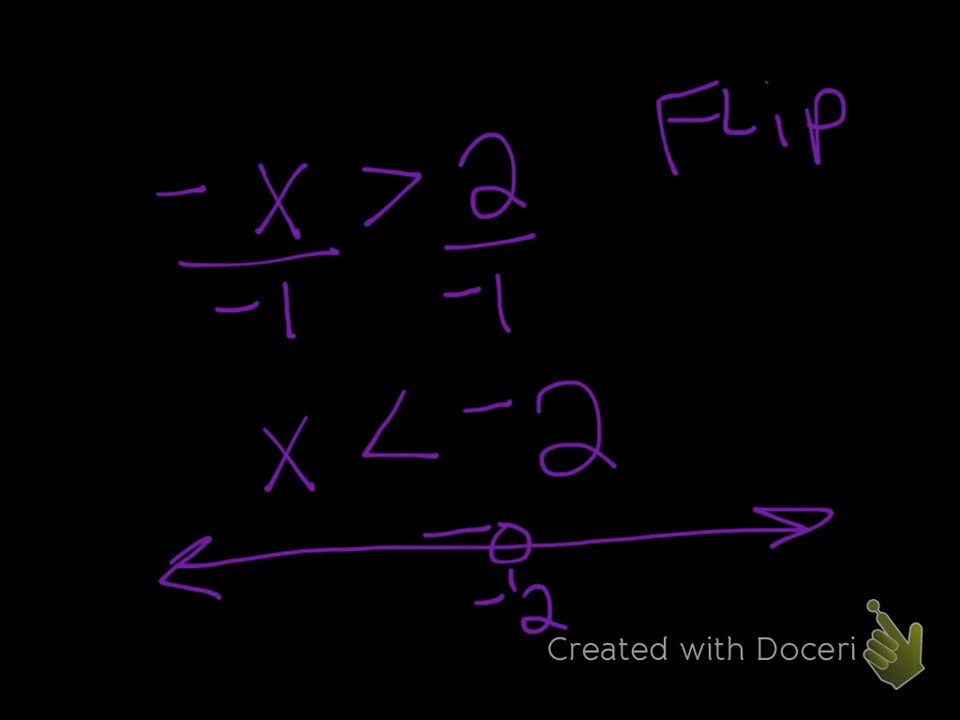 FLip
-x > 2
-1 -1
x < -2
-2
Created with Doceri